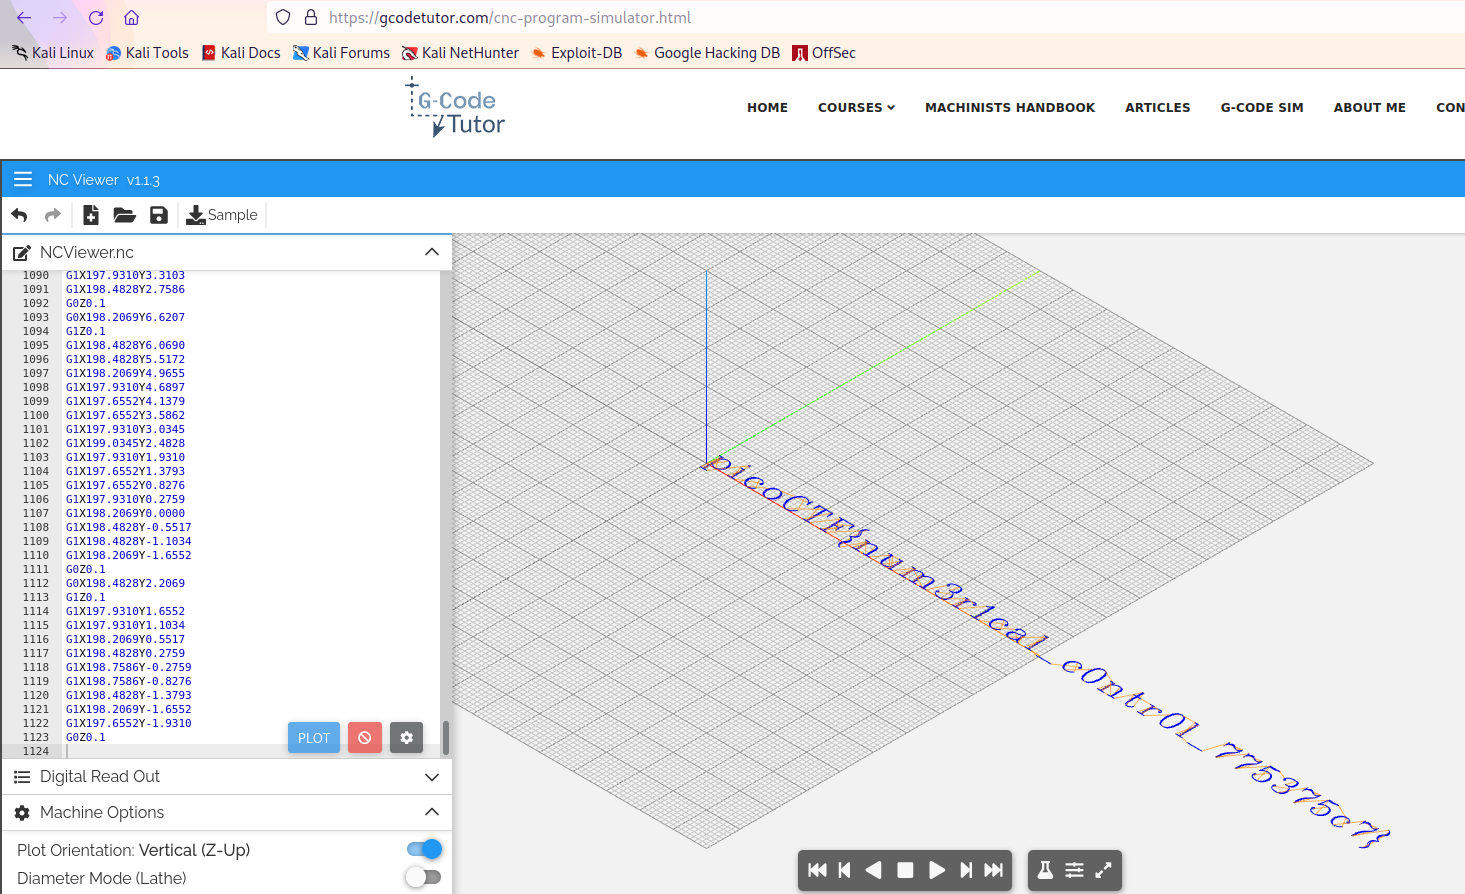 https://gcodetutor.com/cnc-program-simulator.html
Kali Linux Kali Tools Kali Docs Kali Forums Kali NetHunter Exploit-DB Google Hacking DB OffSec
G-Code
Tutor
HOME COURSES MACHINISTS HANDBOOK ARTICLES G-CODE SIM ABOUT ME CON
NC Viewer v1.1.3
Sample
NCViewer.nc
1090 G1X197.9310Y3.3103
1091 G1X198.4828Y2.7586
1092 G0Z0.1
1093 G0X198.2069Y6.6207
1094 G1Z0.1
1095 G1X198.4828Y6.0690
1096 G1X198.4828Y5.5172
1097 G1X198.2069Y4.9655
1098 G1X197.9310Y4.6897
1099 G1X197.6552Y4.1379
1100 G1X197.6552Y3.5862
1101 G1X197.9310Y3.0345
1102 G1X199.0345Y2.4828
1103 G1X197.9310Y1.9310
1104 G1X197.6552Y1.3793
1105 G1X197.6552Y0.8276
1106 G1X197.9310Y0.2759
1107 G1X198.2069Y0.0000
1108 G1X198.4828Y-0.5517
1109 G1X198.4828Y-1.1034
1110 G1X198.2069Y-1.6552
1111 G0Z0.1
1112 G0X198.4828Y2.2069
1113 G1Z0.1
1114 G1X197.9310Y1.6552
1115 G1X197.9310Y1.1034
1116 G1X198.2069Y0.5517
1117 G1X198.4828Y0.2759
1118 G1X198.7586Y-0.2759
1119 G1X198.7586Y-0.8276
1120 G1X198.4828Y-1.3793
1121 G1X198.2069Y-1.6552
1122 G1X197.6552Y-1.9310
1123 G0Z0.1
1124
PLOT
picoCTF{num3r1cal_c0ntr0l_775375c7}
Digital Read Out
Machine Options
Plot Orientation: Vertical (Z-Up)
Diameter Mode (Lathe)